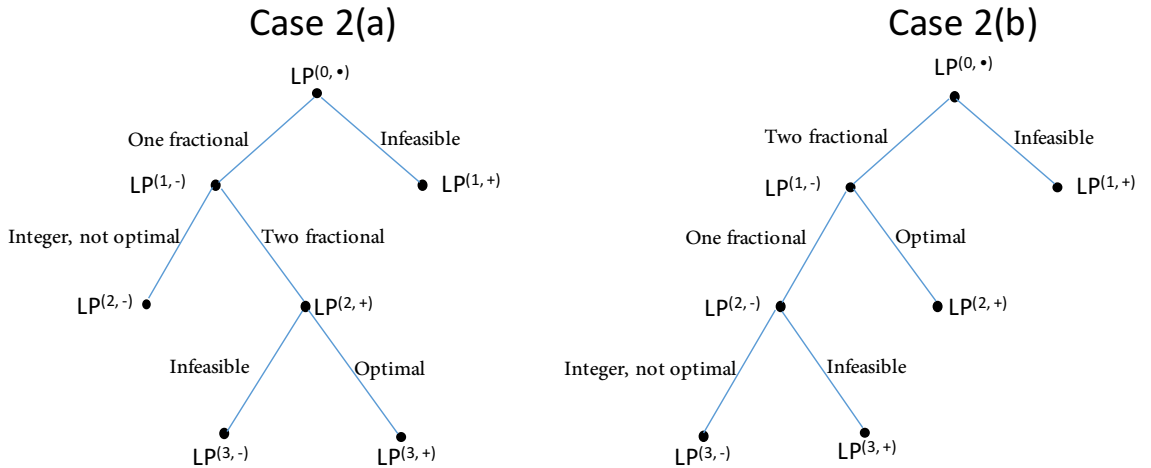 Case 2(a)
LP(0, •)
One fractional
Infeasible
LP(1, -)
LP(1, +)
Integer, not optimal
Two fractional
LP(2, -)
LP(2, +)
Infeasible
Optimal
LP(3, -)
LP(3, +)
Case 2(b)
LP(0, •)
Two fractional
Infeasible
LP(1, -)
LP(1, +)
One fractional
Optimal
LP(2, -)
LP(2, +)
Integer, not optimal
Infeasible
LP(3, -)
LP(3, +)